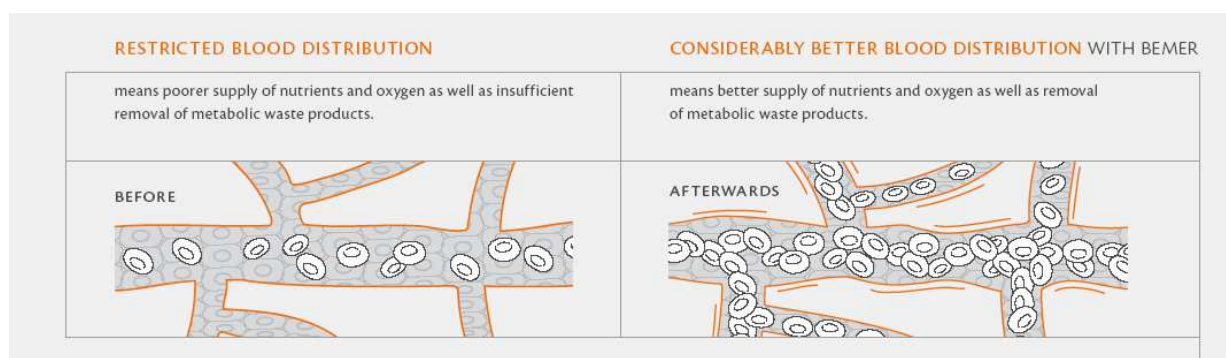 RESTRICTED BLOOD DISTRIBUTION
means poorer supply of nutrients and oxygen as well as insufficient
removal of metabolic waste products.
BEFORE
CONSIDERABLY BETTER BLOOD DISTRIBUTION WITH BEMER
means better supply of nutrients and oxygen as well as removal
of metabolic waste products.
AFTERWARDS